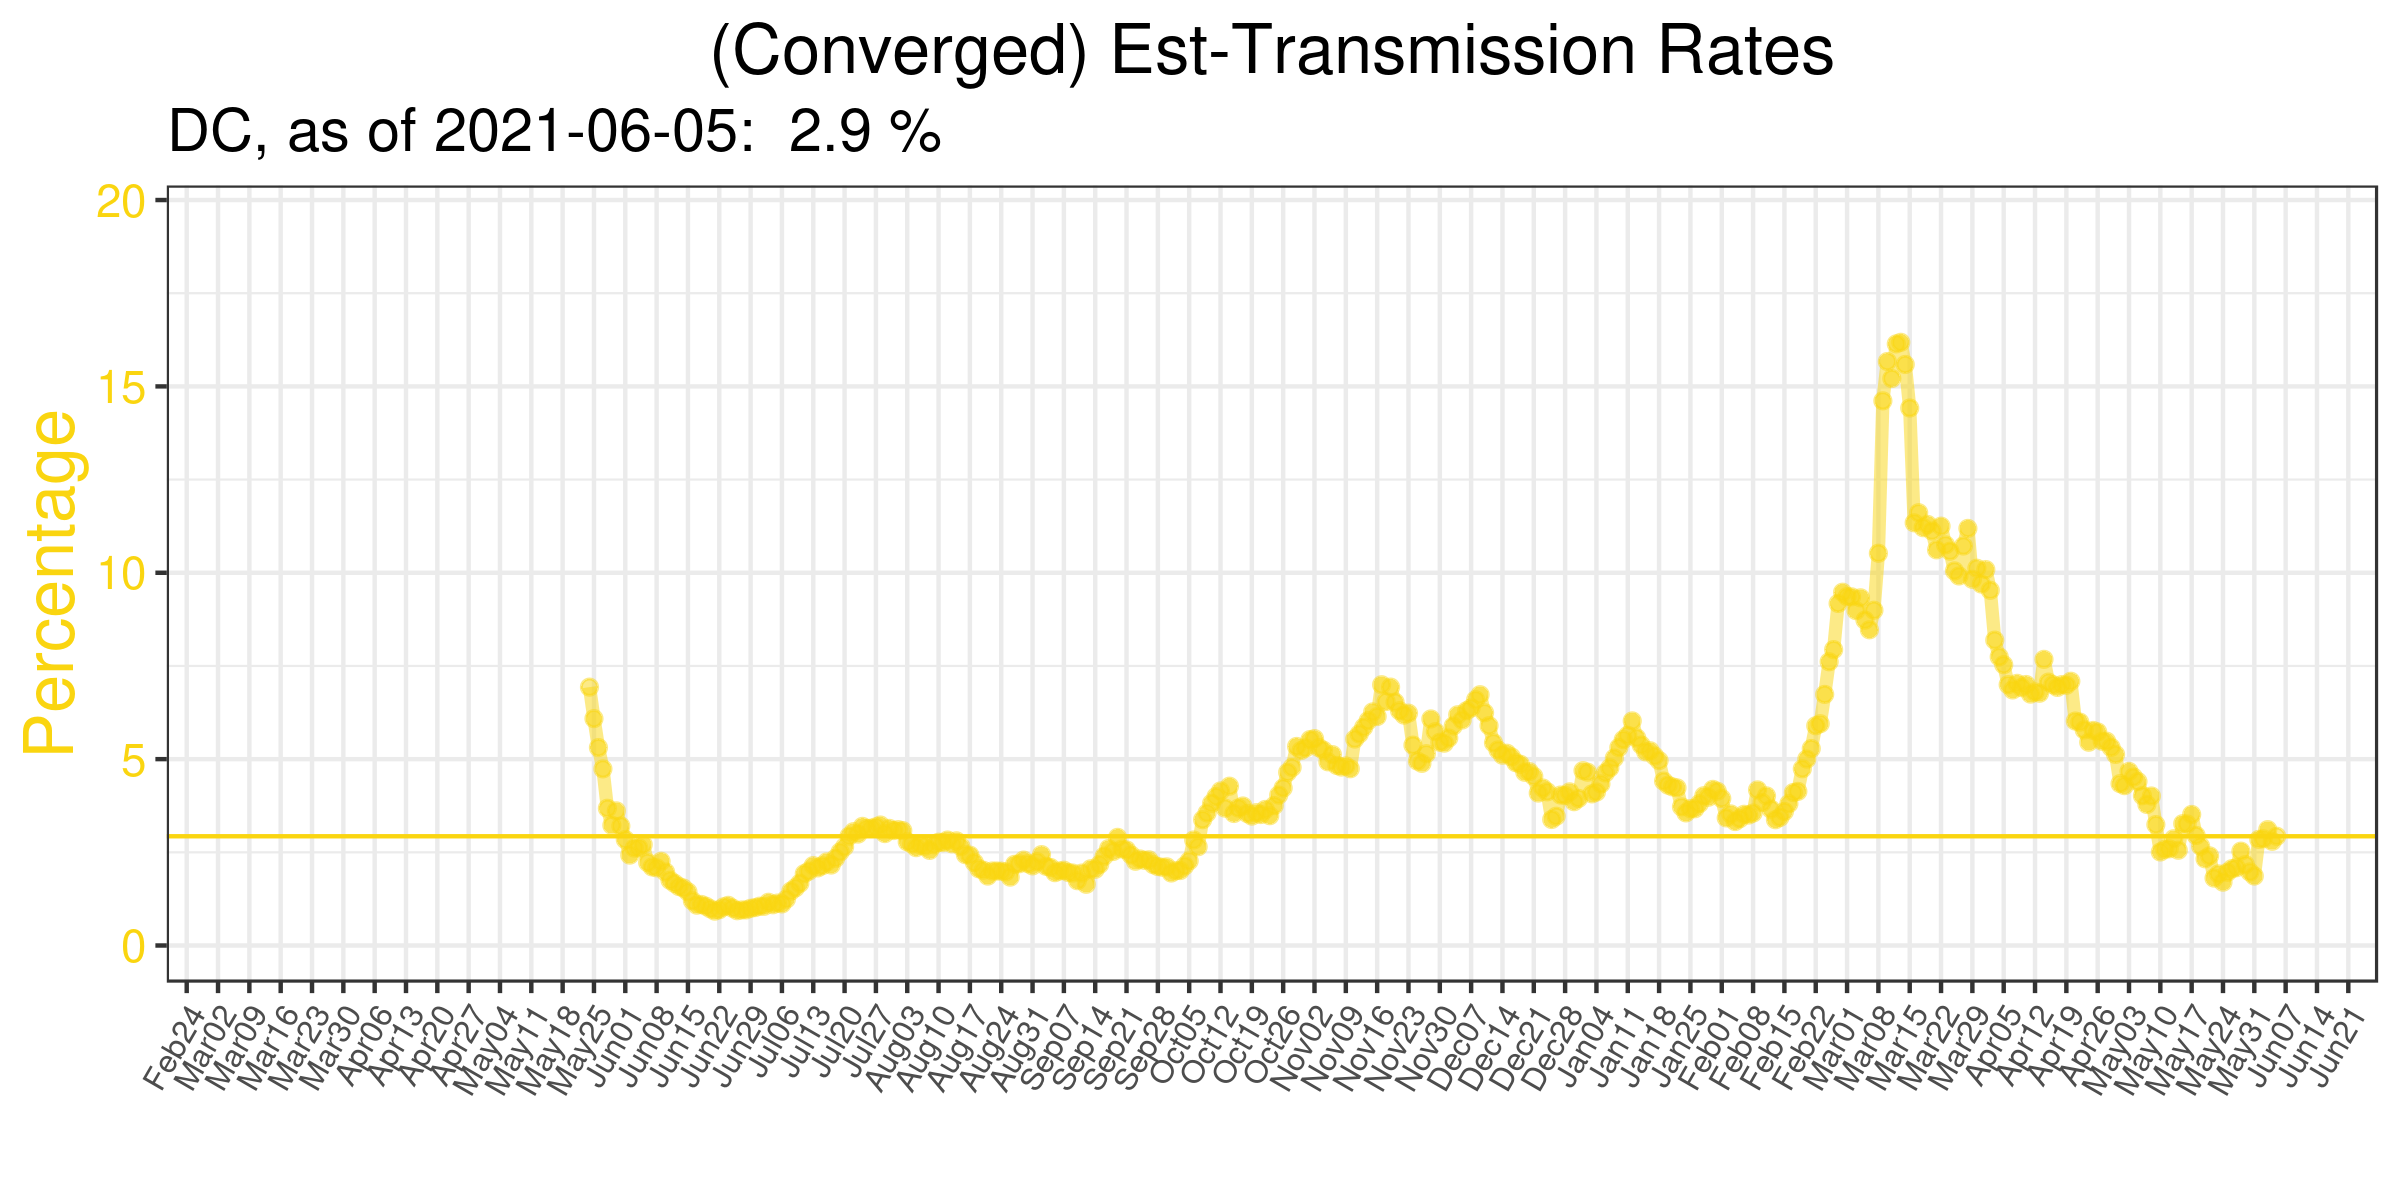 (Converged) Est-Transmission Rates
DC, as of 2021-06-05:  2.9 %
Percentage
20
15
10
5
0
Feb24
Mar02
Mar09
Mar16
Mar23
Mar30
Apr06
Apr13
Apr20
Apr27
May04
May11
May18
May25
Jun01
Jun08
Jun15
Jun22
Jun29
Jul06
Jul13
Jul20
Jul27
Aug03
Aug10
Aug17
Aug24
Aug31
Sep07
Sep14
Sep21
Sep28
Oct05
Oct12
Oct19
Oct26
Nov02
Nov09
Nov16
Nov23
Nov30
Dec07
Dec14
Dec21
Dec28
Jan04
Jan11
Jan18
Jan25
Feb01
Feb08
Feb15
Feb22
Mar01
Mar08
Mar15
Mar22
Mar29
Apr05
Apr12
Apr19
Apr26
May03
May10
May17
May24
May31
Jun07
Jun14
Jun21